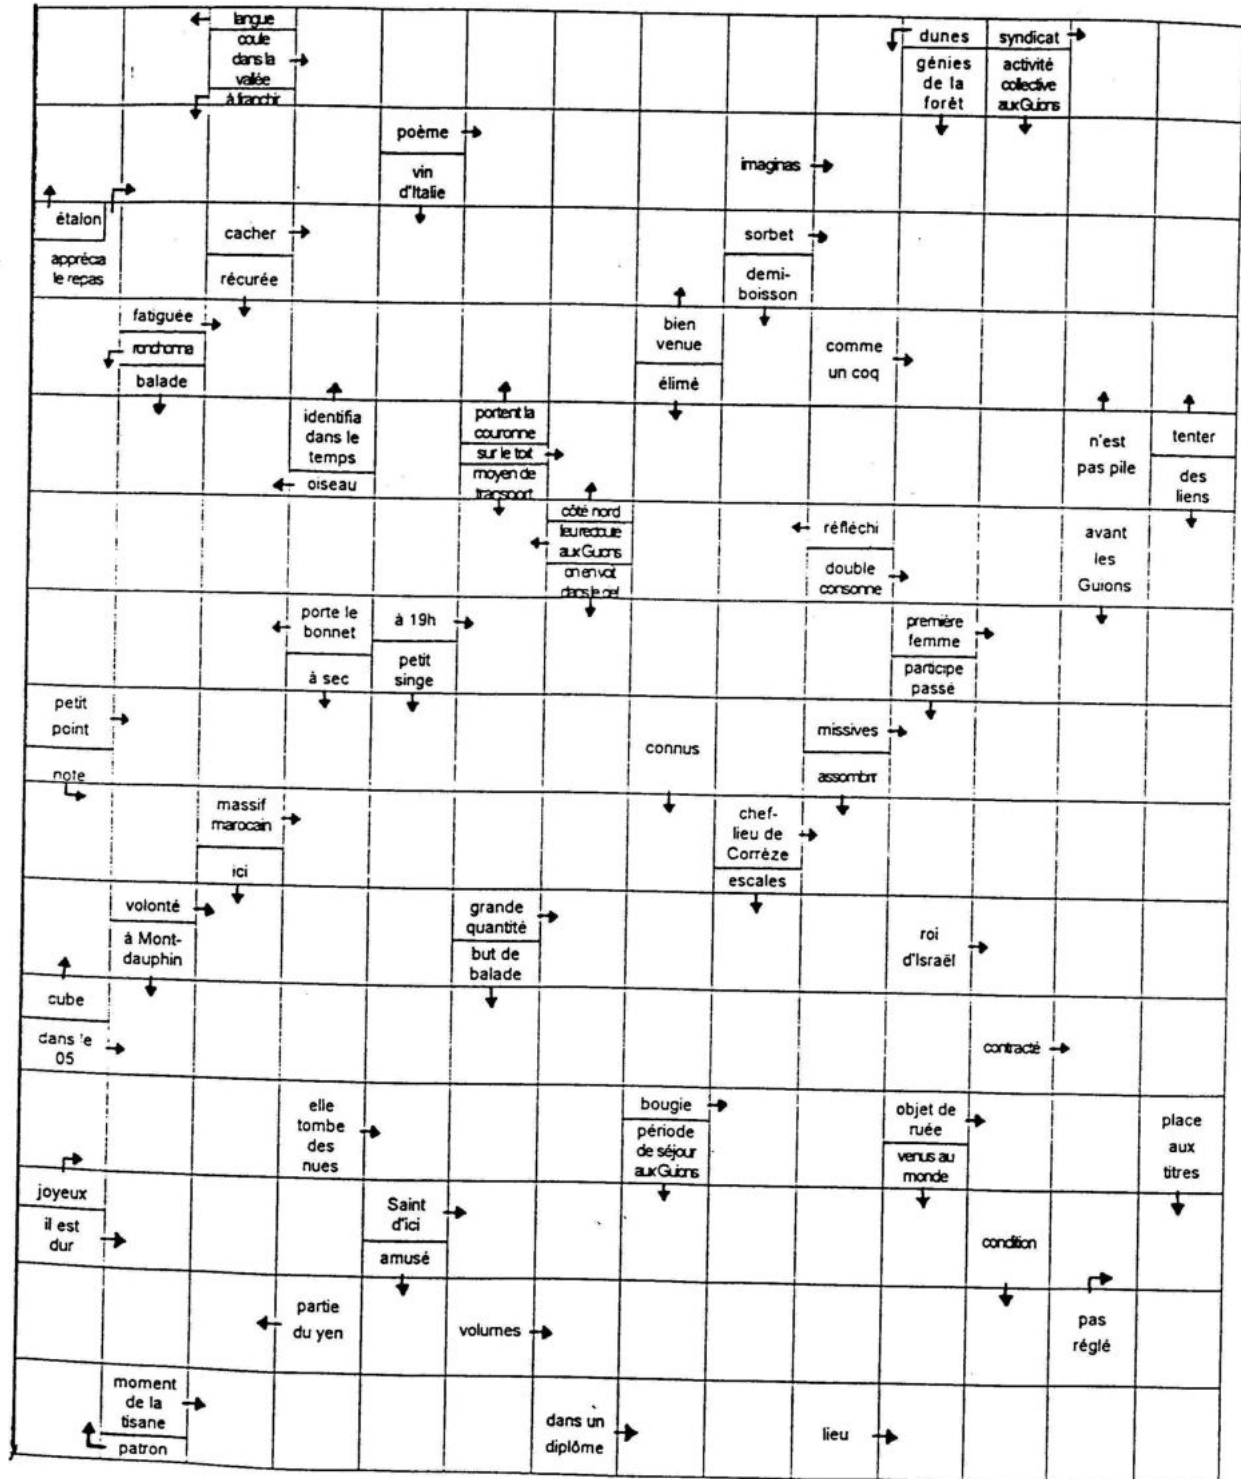 langue
coule
dans la
vallée
à franchir
dunes
génies
de la
forêt
syndicat
activité
collective
aux Guions
poème
vin
d'Italie
imaginas
étalon
apprécia
le repas
cacher
récurée
sorbet
demi-
boisson
fatiguée
ronchonna
balade
bien
venue
élimé
comme
un coq
identifia
dans le
temps
oiseau
portent la
couronne
sur le toit
moyen de
transport
n'est
pas pile
tenter
des
liens
côté nord
lieu redouté
aux Guions
on en voit
dans le ciel
réfléchi
double
consonne
avant
les
Guions
porte le
bonnet
à sec
à 19h
petit
singe
première
femme
participe
passé
petit
point
note
connus
missives
assombrir
massif
marocain
ici
chef-
lieu de
Corrèze
escales
volonté
à Mont-
dauphin
grande
quantité
but de
balade
roi
d'Israël
cube
dans le
05
contracté
elle
tombe
des
nues
bougie
période
de séjour
aux Guions
objet de
ruée
venus au
monde
place
aux
titres
joyeux
il est
dur
Saint
d'ici
amusé
condition
partie
du yen
volumes
pas
réglé
moment
de la
tisane
patron
dans un
diplôme
lieu